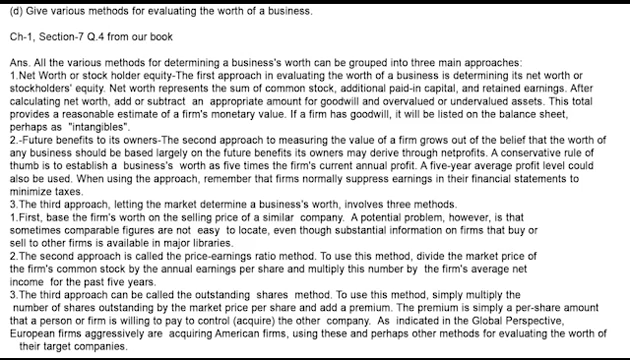 (d) Give various methods for evaluating the worth of a business.
Ch-1, Section-7 Q.4 from our book
Ans. All the various methods for determining a business's worth can be grouped into three main approaches:
1.Net Worth or stock holder equity-The first approach in evaluating the worth of a business is determining its net worth or
stockholders' equity. Net worth represents the sum of common stock, additional paid-in capital, and retained earnings. After
calculating net worth, add or subtract an appropriate amount for goodwill and overvalued or undervalued assets. This total
provides a reasonable estimate of a firm's monetary value. If a firm has goodwill, it will be listed on the balance sheet,
perhaps as "intangibles".
2.-Future benefits to its owners-The second approach to measuring the value of a firm grows out of the belief that the worth of
any business should be based largely on the future benefits its owners may derive through netprofits. A conservative rule of
thumb is to establish a business's worth as five times the firm's current annual profit. A five-year average profit level could
also be used. When using the approach, remember that firms normally suppress earnings in their financial statements to
minimize taxes.
3.The third approach, letting the market determine a business's worth, involves three methods.
1.First, base the firm's worth on the selling price of a similar company. A potential problem, however, is that
sometimes comparable figures are not easy to locate, even though substantial information on firms that buy or
sell to other firms is available in major libraries.
2.The second approach is called the price-earnings ratio method. To use this method, divide the market price of
the firm's common stock by the annual earnings per share and multiply this number by the firm's average net
income for the past five years.
3.The third approach can be called the outstanding shares method. To use this method, simply multiply the
number of shares outstanding by the market price per share and add a premium. The premium is simply a per-share amount
that a person or firm is willing to pay to control (acquire) the other company. As indicated in the Global Perspective,
European firms aggressively are acquiring American firms, using these and perhaps other methods for evaluating the worth of
their target companies.